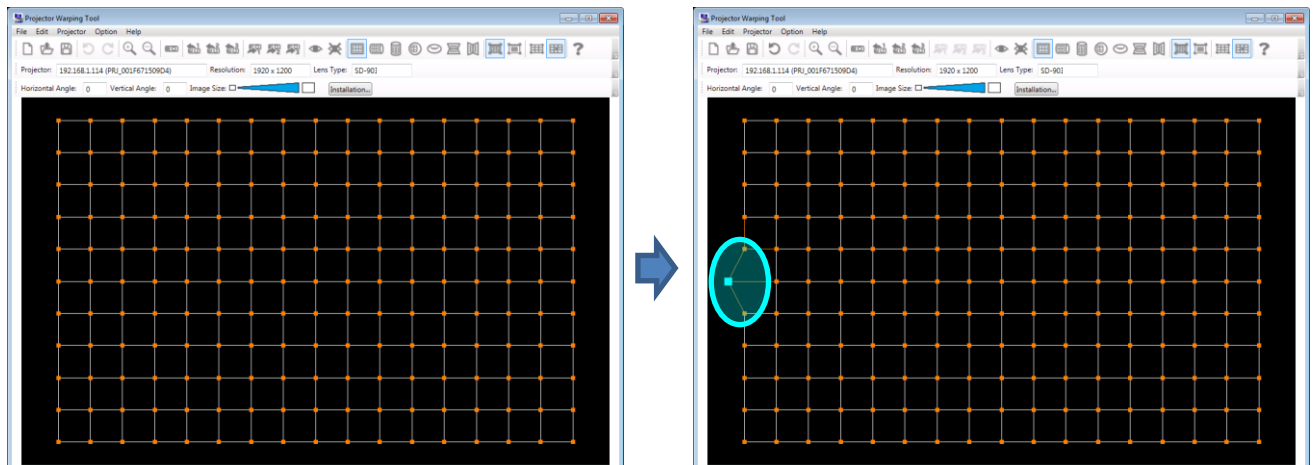 Projector Warping Tool
File Edit Projector Option Help
Projector: 192.168.1.114 (PRJ_001F671509D4) Resolution: 1920 x 1200 Lens Type: SD-903
Horizontal Angle: 0 Vertical Angle: 0 Image Size: Installation...
Projector Warping Tool
File Edit Projector Option Help
Projector: 192.168.1.114 (PRJ_001F671509D4) Resolution: 1920 x 1200 Lens Type: SD-903
Horizontal Angle: 0 Vertical Angle: 0 Image Size: Installation...